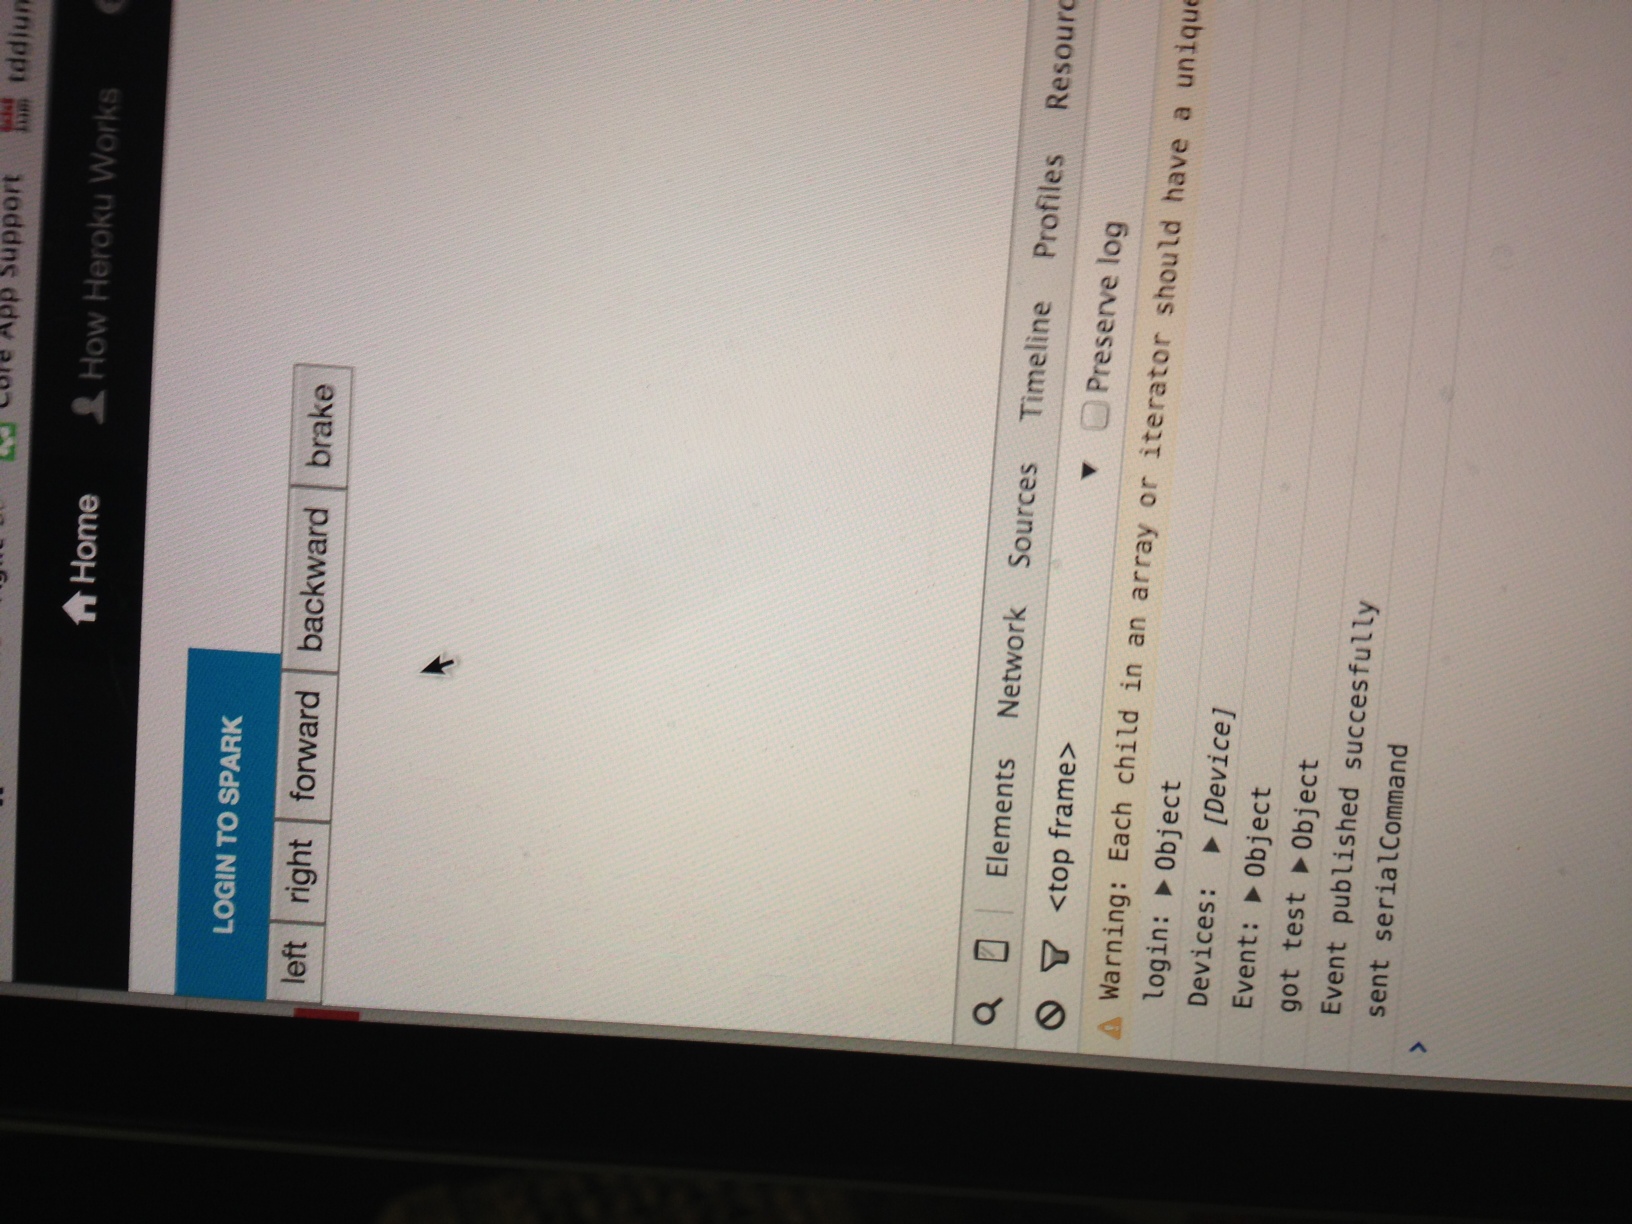 Core App Support
Home
How Heroku Works
LOGIN TO SPARK
left right forward backward brake
Elements Network Sources Timeline Profiles
<top frame> Preserve log
Warning: Each child in an array or iterator should have a unique
login: Object
Devices: [Device]
Event: Object
got test Object
Event published succesfully
sent serialCommand